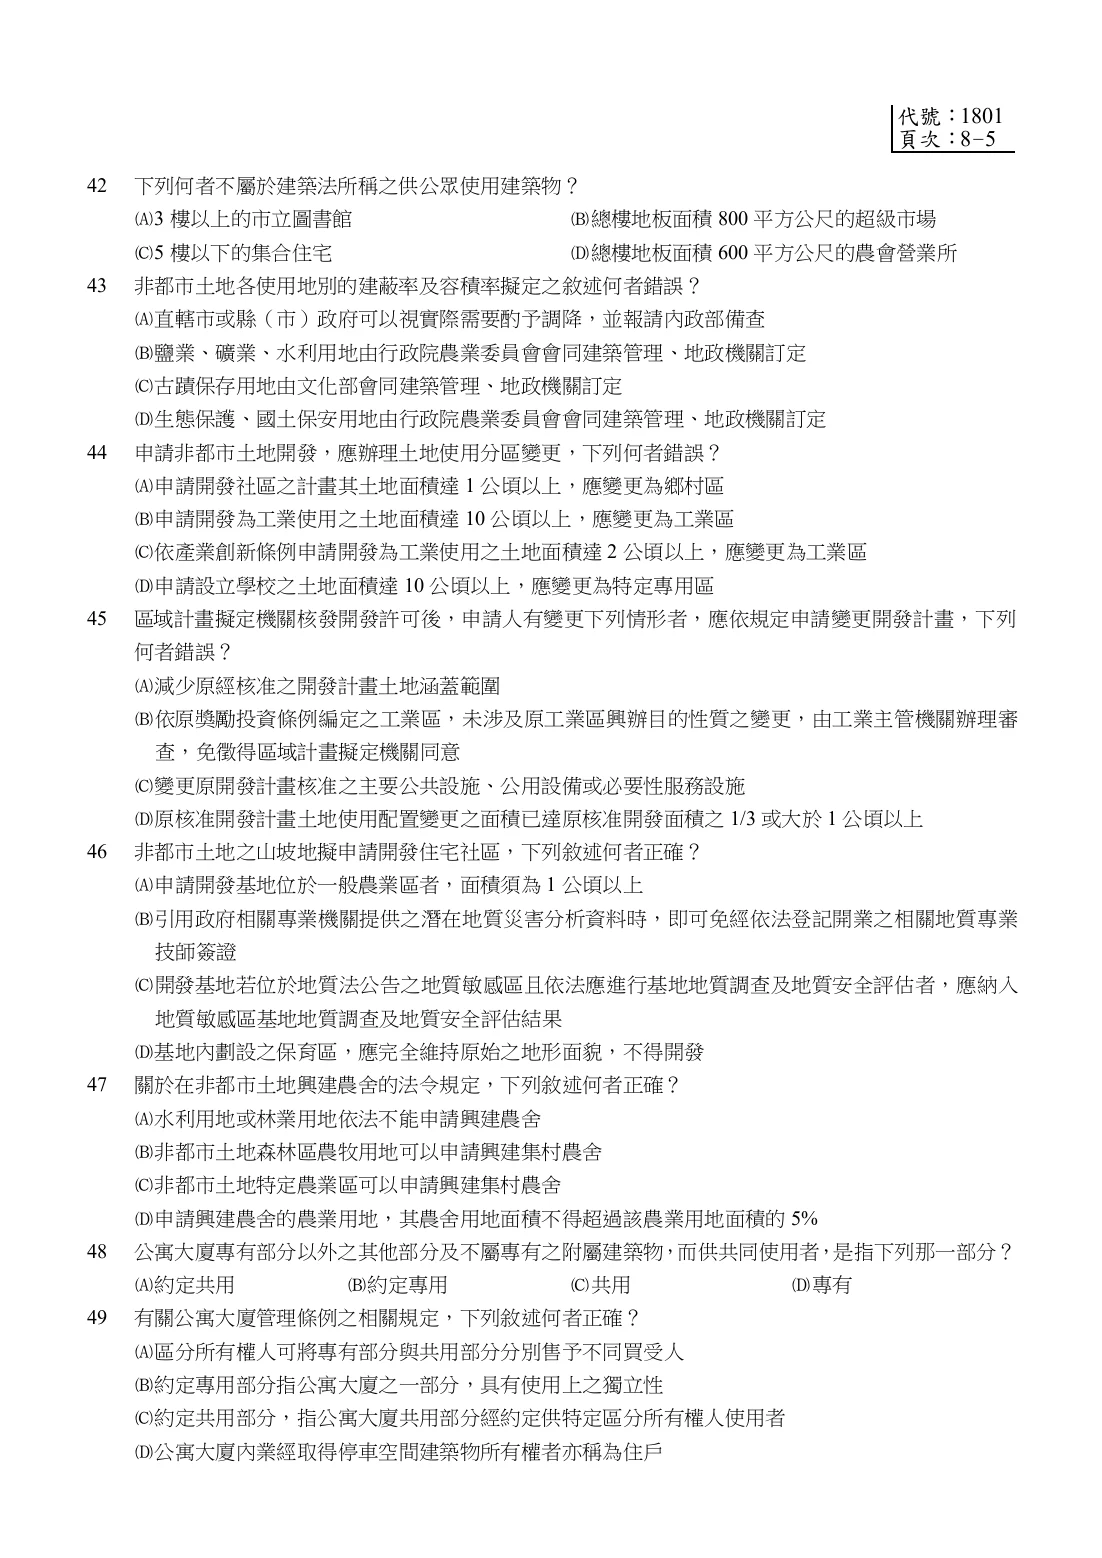 代號：1801
頁次：8－5
42 下列何者不屬於建築法所稱之供公眾使用建築物？
(A)3 樓以上的市立圖書館 (B)總樓地板面積 800 平方公尺的超級市場
(C)5 樓以下的集合住宅 (D)總樓地板面積 600 平方公尺的農會營業所
43 非都市土地各使用地別的建蔽率及容積率擬定之敘述何者錯誤？
(A)直轄市或縣（市）政府可以視實際需要酌予調降，並報請內政部備查
(B)鹽業、礦業、水利用地由行政院農業委員會會同建築管理、地政機關訂定
(C)古蹟保存用地由文化部會同建築管理、地政機關訂定
(D)生態保護、國土保安用地由行政院農業委員會會同建築管理、地政機關訂定
44 申請非都市土地開發，應辦理土地使用分區變更，下列何者錯誤？
(A)申請開發社區之計畫其土地面積達 1 公頃以上，應變更為鄉村區
(B)申請開發為工業使用之土地面積達 10 公頃以上，應變更為工業區
(C)依產業創新條例申請開發為工業使用之土地面積達 2 公頃以上，應變更為工業區
(D)申請設立學校之土地面積達 10 公頃以上，應變更為特定專用區
45 區域計畫擬定機關核發開發許可後，申請人有變更下列情形者，應依規定申請變更開發計畫，下列
何者錯誤？
(A)減少原經核准之開發計畫土地涵蓋範圍
(B)依原獎勵投資條例編定之工業區，未涉及原工業區興辦目的性質之變更，由工業主管機關辦理審
查，免徵得區域計畫擬定機關同意
(C)變更原開發計畫核准之主要公共設施、公用設備或必要性服務設施
(D)原核准開發計畫土地使用配置變更之面積已達原核准開發面積之 1/3 或大於 1 公頃以上
46 非都市土地之山坡地擬申請開發住宅社區，下列敘述何者正確？
(A)申請開發基地位於一般農業區者，面積須為 1 公頃以上
(B)引用政府相關專業機關提供之潛在地質災害分析資料時，即可免經依法登記開業之相關地質專業
技師簽證
(C)開發基地若位於地質法公告之地質敏感區且依法應進行基地地質調查及地質安全評估者，應納入
地質敏感區基地地質調查及地質安全評估結果
(D)基地內劃設之保育區，應完全維持原始之地形面貌，不得開發
47 關於在非都市土地興建農舍的法令規定，下列敘述何者正確？
(A)水利用地或林業用地依法不能申請興建農舍
(B)非都市土地森林區農牧用地可以申請興建集村農舍
(C)非都市土地特定農業區可以申請興建集村農舍
(D)申請興建農舍的農業用地，其農舍用地面積不得超過該農業用地面積的 5%
48 公寓大廈專有部分以外之其他部分及不屬專有之附屬建築物，而供共同使用者，是指下列那一部分？
(A)約定共用 (B)約定專用 (C)共用 (D)專有
49 有關公寓大廈管理條例之相關規定，下列敘述何者正確？
(A)區分所有權人可將專有部分與共用部分分別售予不同買受人
(B)約定專用部分指公寓大廈之一部分，具有使用上之獨立性
(C)約定共用部分，指公寓大廈共用部分經約定供特定區分所有權人使用者
(D)公寓大廈內業經取得停車空間建築物所有權者亦稱為住戶